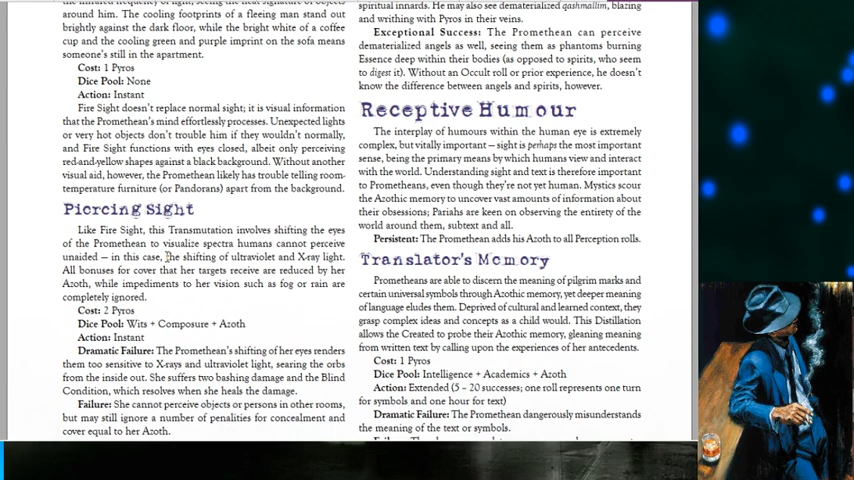 the infrared frequency of light, seeing the heat signature of objects
around him. The cooling footprints of a fleeing man stand out
brightly against the dark floor, while the bright white of a coffee
cup and the cooling green and purple imprint on the sofa means
someone's still in the apartment.
Cost: 1 Pyros
Dice Pool: None
Action: Instant
Fire Sight doesn't replace normal sight; it is visual information
that the Promethean's mind effortlessly processes. Unexpected lights
or very hot objects don't trouble him if they wouldn't normally,
and Fire Sight functions with eyes closed, albeit only perceiving
red-and-yellow shapes against a black background. Without another
visual aid, however, the Promethean likely has trouble telling room-
temperature furniture (or Pandorans) apart from the background.
Piercing Sight
Like Fire Sight, this Transmutation involves shifting the eyes
of the Promethean to visualize spectra humans cannot perceive
unaided — in this case, the shifting of ultraviolet and X-ray light.
All bonuses for cover that her targets receive are reduced by her
Azoth, while impediments to her vision such as fog or rain are
completely ignored.
Cost: 2 Pyros
Dice Pool: Wits + Composure + Azoth
Action: Instant
Dramatic Failure: The Promethean's shifting of her eyes renders
them too sensitive to X-rays and ultraviolet light, searing the orbs
from the inside out. She suffers two bashing damage and the Blind
Condition, which resolves when she heals the damage.
Failure: She cannot perceive objects or persons in other rooms,
but may still ignore a number of penalities for concealment and
cover equal to her Azoth.
spiritual innards. He may also see dematerialized qashmallim, blazing
and writhing with Pyros in their veins.
Exceptional Success: The Promethean can perceive
dematerialized angels as well, seeing them as phantoms burning
Essence deep within their bodies (as opposed to spirits, who seem
to digest it). Without an Occult roll or prior experience, he doesn't
know the difference between angels and spirits, however.
Receptive Humour
The interplay of humours within the human eye is extremely
complex, but vitally important — sight is perhaps the most important
sense, being the primary means by which humans view and interact
with the world. Understanding sight and text is therefore important
to Prometheans, even though they're not yet human. Mystics scour
the Azothic memory to uncover vast amounts of information about
their obsessions; Pariahs are keen on observing the entirety of the
world around them, subtext and all.
Persistent: The Promethean adds his Azoth to all Perception rolls.
Translator's Memory
Prometheans are able to discern the meaning of pilgrim marks and
certain universal symbols through Azothic memory, yet deeper meaning
of language eludes them. Deprived of cultural and learned context, they
grasp complex ideas and concepts as a child would. This Distillation
allows the Created to probe their Azothic memory, gleaning meaning
from written text by calling upon the experiences of her antecedents.
Cost: 1 Pyros
Dice Pool: Intelligence + Academics + Azoth
Action: Extended (5 – 20 successes; one roll represents one turn
for symbols and one hour for text)
Dramatic Failure: The Promethean dangerously misunderstands
the meaning of the text or symbols.